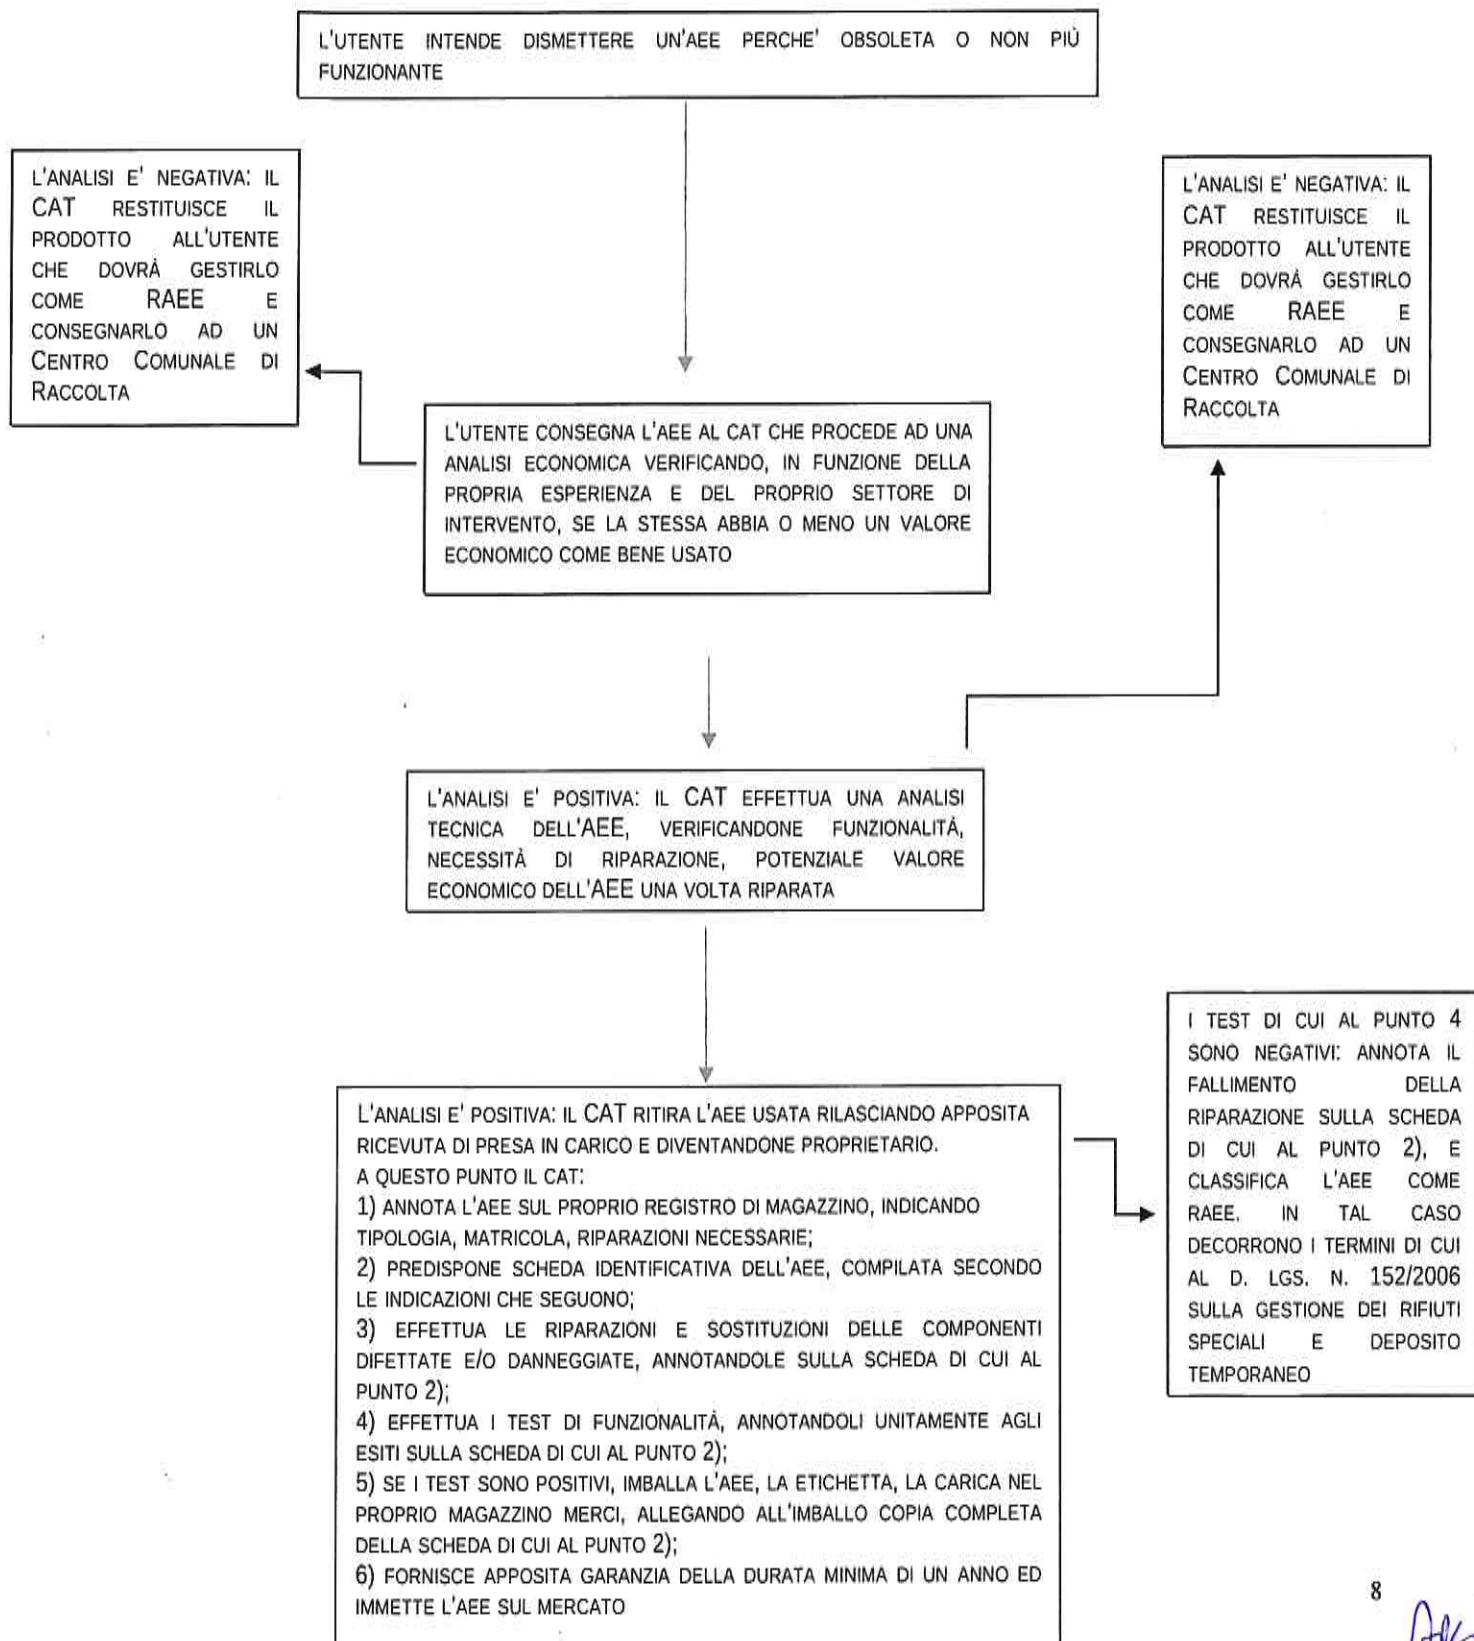 L'UTENTE INTENDE DISMETTERE UN'AEE PERCHE' OBSOLETA O NON PIÙ
FUNZIONANTE
L'ANALISI E' NEGATIVA: IL
CAT RESTITUISCE IL
PRODOTTO ALL'UTENTE
CHE DOVRÀ GESTIRLO
COME RAEE E
CONSEGNARLO AD UN
CENTRO COMUNALE DI
RACCOLTA
L'ANALISI E' NEGATIVA: IL
CAT RESTITUISCE IL
PRODOTTO ALL'UTENTE
CHE DOVRÀ GESTIRLO
COME RAEE E
CONSEGNARLO AD UN
CENTRO COMUNALE DI
RACCOLTA
L'UTENTE CONSEGNA L'AEE AL CAT CHE PROCEDE AD UNA
ANALISI ECONOMICA VERIFICANDO, IN FUNZIONE DELLA
PROPRIA ESPERIENZA E DEL PROPRIO SETTORE DI
INTERVENTO, SE LA STESSA ABBIA O MENO UN VALORE
ECONOMICO COME BENE USATO
L'ANALISI E' POSITIVA: IL CAT EFFETTUA UNA ANALISI
TECNICA DELL'AEE, VERIFICANDONE FUNZIONALITÀ,
NECESSITÀ DI RIPARAZIONE, POTENZIALE VALORE
ECONOMICO DELL'AEE UNA VOLTA RIPARATA
L'ANALISI E' POSITIVA: IL CAT RITIRA L'AEE USATA RILASCIANDO APPOSITA
RICEVUTA DI PRESA IN CARICO E DIVENTANDONE PROPRIETARIO.
A QUESTO PUNTO IL CAT:
1) ANNOTA L'AEE SUL PROPRIO REGISTRO DI MAGAZZINO, INDICANDO
TIPOLOGIA, MATRICOLA, RIPARAZIONI NECESSARIE;
2) PREDISPONE SCHEDA IDENTIFICATIVA DELL'AEE, COMPILATA SECONDO
LE INDICAZIONI CHE SEGUONO;
3) EFFETTUA LE RIPARAZIONI E SOSTITUZIONI DELLE COMPONENTI
DIFETTATE E/O DANNEGGIATE, ANNOTANDOLE SULLA SCHEDA DI CUI AL
PUNTO 2);
4) EFFETTUA I TEST DI FUNZIONALITÀ, ANNOTANDOLI UNITAMENTE AGLI
ESITI SULLA SCHEDA DI CUI AL PUNTO 2);
5) SE I TEST SONO POSITIVI, IMBALLA L'AEE, LA ETICHETTA, LA CARICA NEL
PROPRIO MAGAZZINO MERCI, ALLEGANDO ALL'IMBALLO COPIA COMPLETA
DELLA SCHEDA DI CUI AL PUNTO 2);
6) FORNISCE APPOSITA GARANZIA DELLA DURATA MINIMA DI UN ANNO ED
IMMETTE L'AEE SUL MERCATO
I TEST DI CUI AL PUNTO 4
SONO NEGATIVI: ANNOTA IL
FALLIMENTO DELLA
RIPARAZIONE SULLA SCHEDA
DI CUI AL PUNTO 2), E
CLASSIFICA L'AEE COME
RAEE. IN TAL CASO
DECORRONO I TERMINI DI CUI
AL D. LGS. N. 152/2006
SULLA GESTIONE DEI RIFIUTI
SPECIALI E DEPOSITO
TEMPORANEO
8